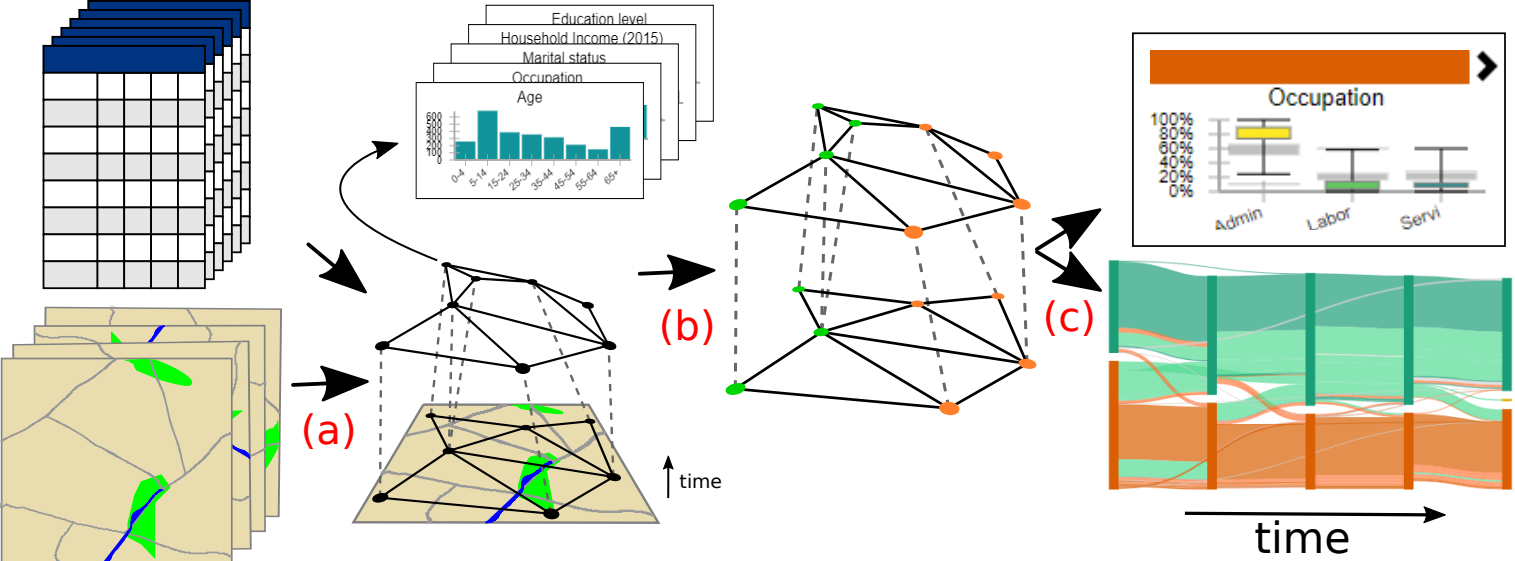 Education level
Household Income (2015)
Marital status
Occupation
Age
600
500
400
300
200
100
0
0-4
5-14
15-24
25-34
35-44
45-54
55-64
65+
(a)
time
(b)
(c)
Occupation
100%
80%
60%
40%
20%
0%
Admin
Labor
Servi
time